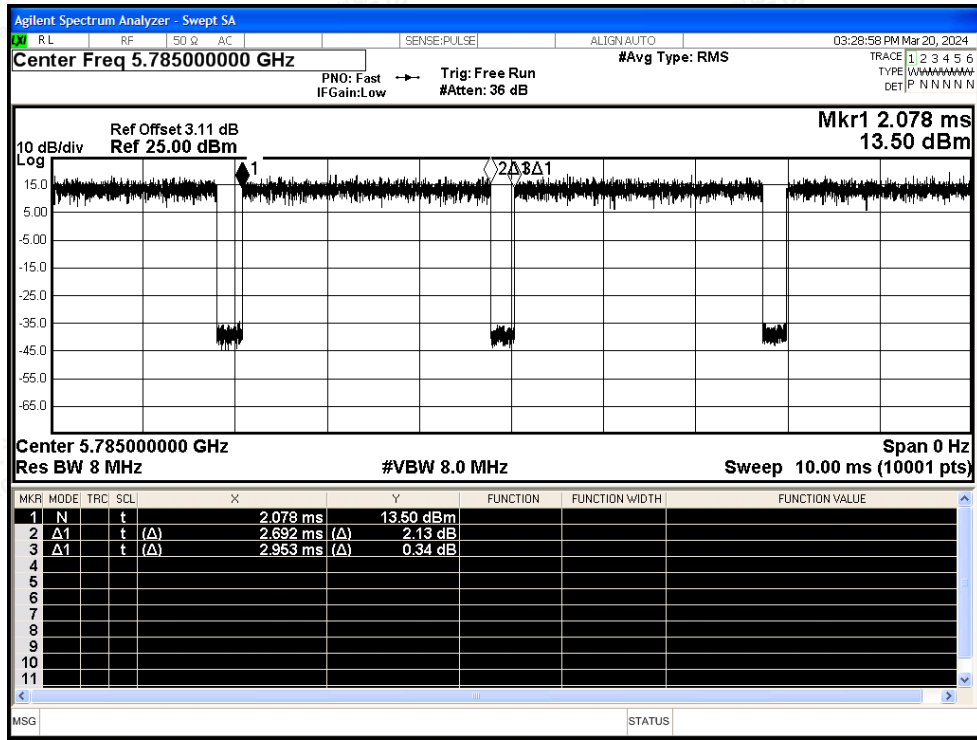 Agilent Spectrum Analyzer - Swept SA
LXI RL RF 50 Ω AC SENSE:PULSE ALIGN AUTO 03:28:58 PM Mar 20, 2024
Center Freq 5.785000000 GHz #Avg Type: RMS TRACE 1 2 3 4 5 6
PNO: Fast Trig: Free Run TYPE WWWWWW
IFGain:Low #Atten: 36 dB DET P N N N N N
Mkr1 2.078 ms
Ref Offset 3.11 dB
10 dB/div Ref 25.00 dBm 13.50 dBm
Log
1 2Δ1 3Δ1
15.0
5.00
-5.00
-15.0
-25.0
-35.0
-45.0
-55.0
-65.0
Center 5.785000000 GHz Span 0 Hz
Res BW 8 MHz #VBW 8.0 MHz Sweep 10.00 ms (10001 pts)
MKR MODE TRC SCL X Y FUNCTION FUNCTION WIDTH FUNCTION VALUE
1 N t 2.078 ms 13.50 dBm
2 Δ1 t (Δ) 2.692 ms (Δ) 2.13 dB
3 Δ1 t (Δ) 2.953 ms (Δ) 0.34 dB
4
5
6
7
8
9
10
11
MSG STATUS